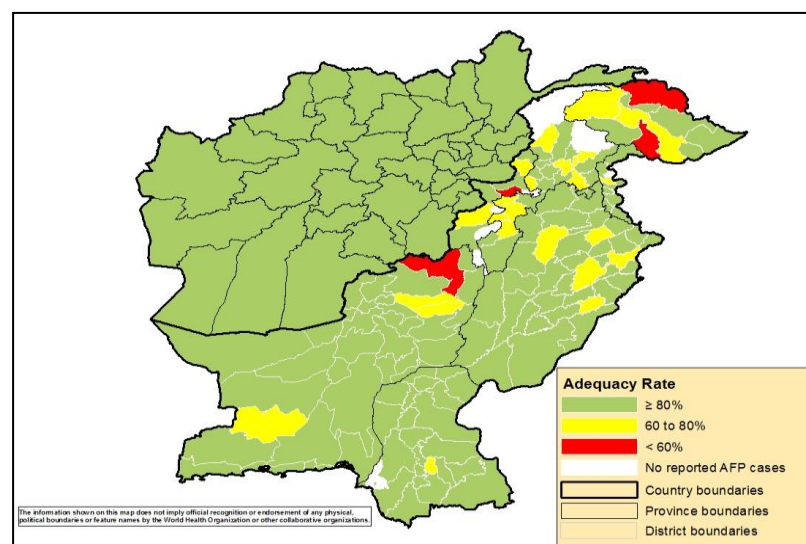 Adequacy Rate
≥ 80%
60 to 80%
< 60%
No reported AFP cases
Country boundaries
Province boundaries
District boundaries
The information shown on this map does not imply official recognition or endorsement of any physical,
political boundaries or feature names by the World Health Organization or other collaborative organizations.